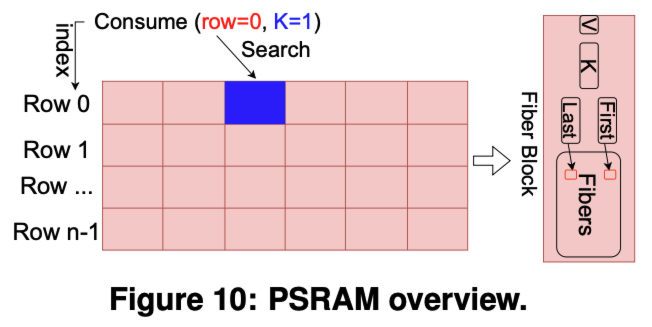 Consume (row=0, K=1)
index
Search
Row 0
Row 1
Row ...
Row n-1
Fiber Block
V
K
Last
First
Fibers
Figure 10: PSRAM overview.